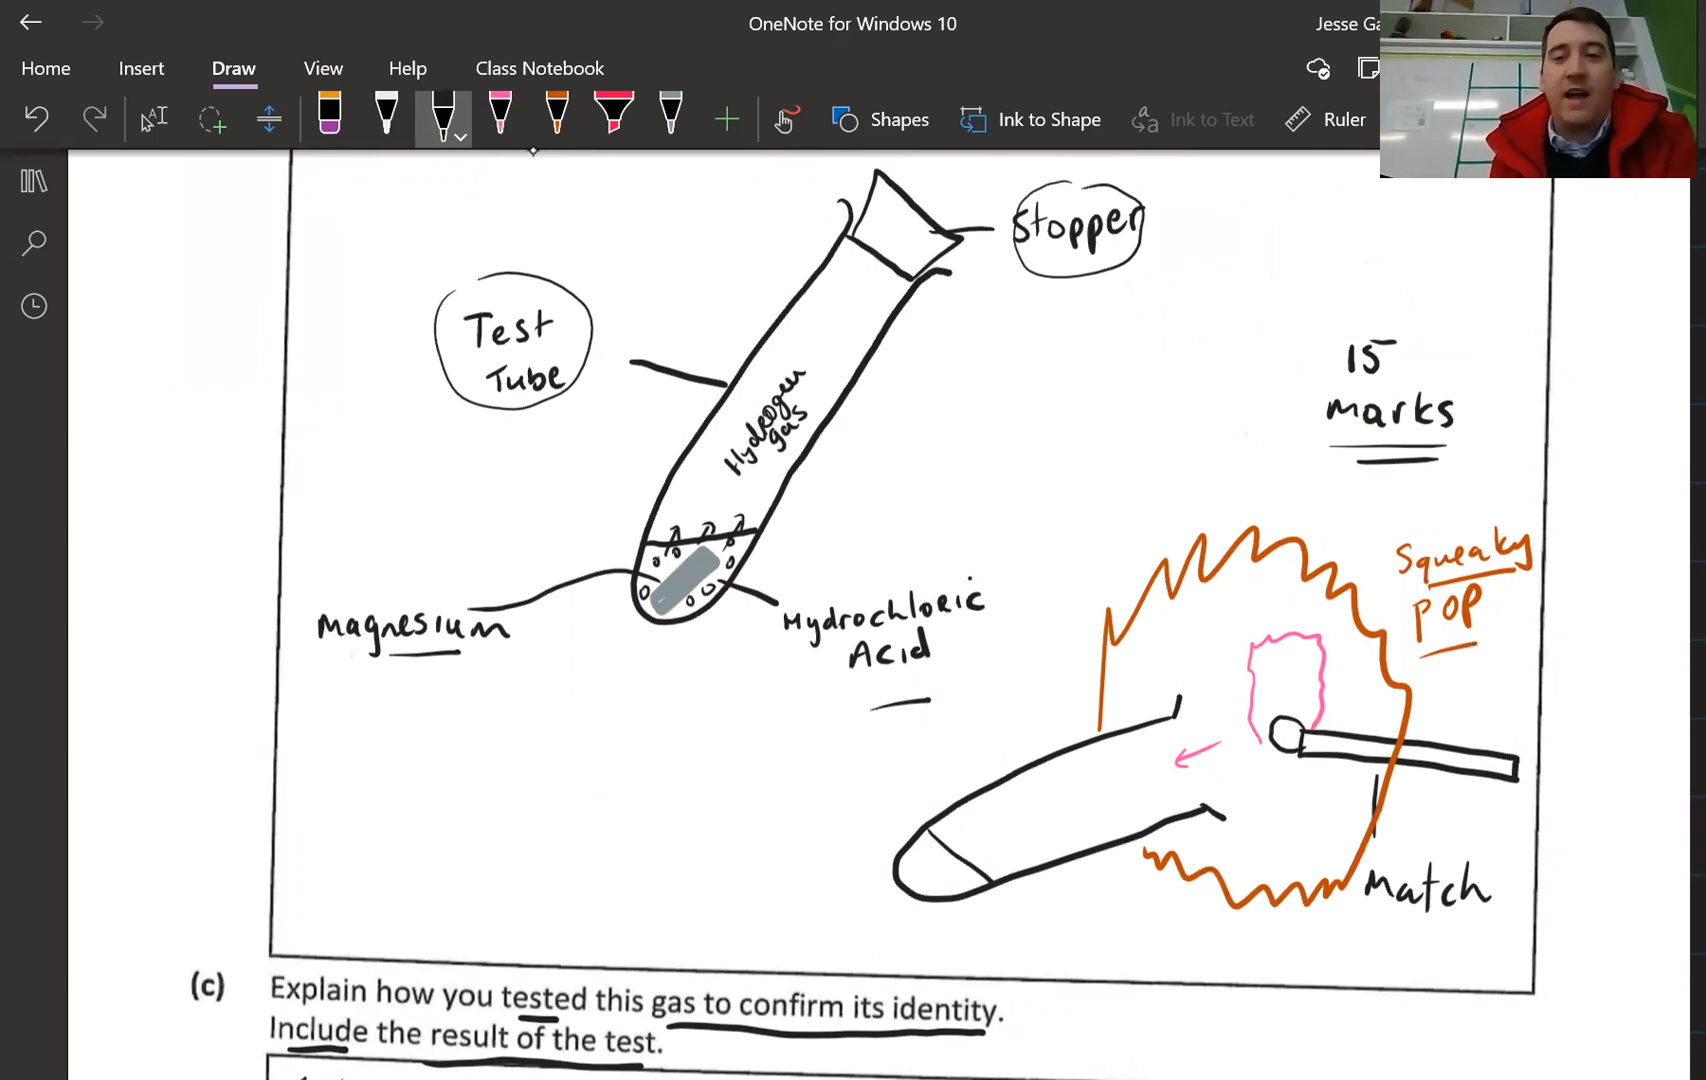 OneNote for Windows 10
Jesse Ga
Home
Insert
Draw
View
Help
Class Notebook
Shapes
Ink to Shape
Ink to Text
Ruler
Stopper
Test
Tube
Hydrogen
gas
15
marks
Squeaky
POP
Magnesium
Hydrochloric
Acid
Match
(c) Explain how you tested this gas to confirm its identity.
Include the result of the test.